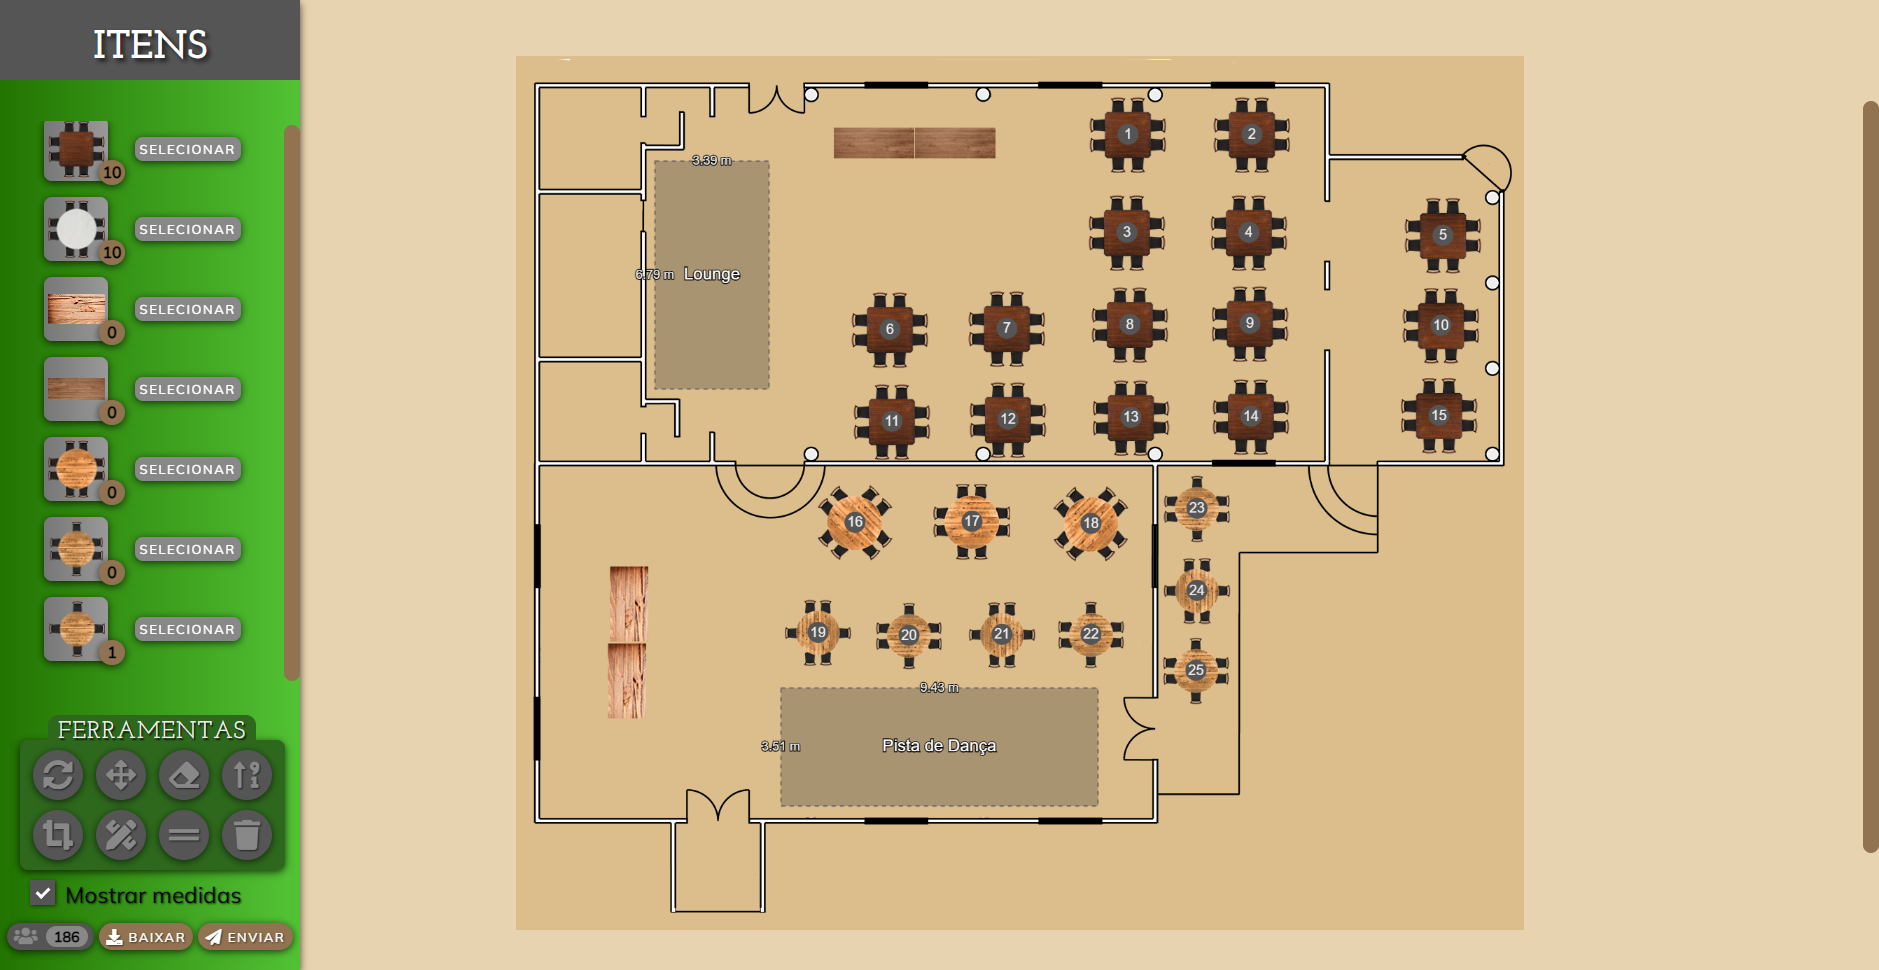 ITENS
10
SELECIONAR
10
SELECIONAR
0
SELECIONAR
0
SELECIONAR
0
SELECIONAR
0
SELECIONAR
1
SELECIONAR
FERRAMENTAS
9
1
Mostrar medidas
186
BAIXAR
ENVIAR
1
2
3.39 m
3
4
5
6.79 m
Lounge
6
7
8
9
10
11
12
13
14
15
16
17
18
23
24
19
20
21
22
25
9.43 m
3.51 m
Pista de Dança